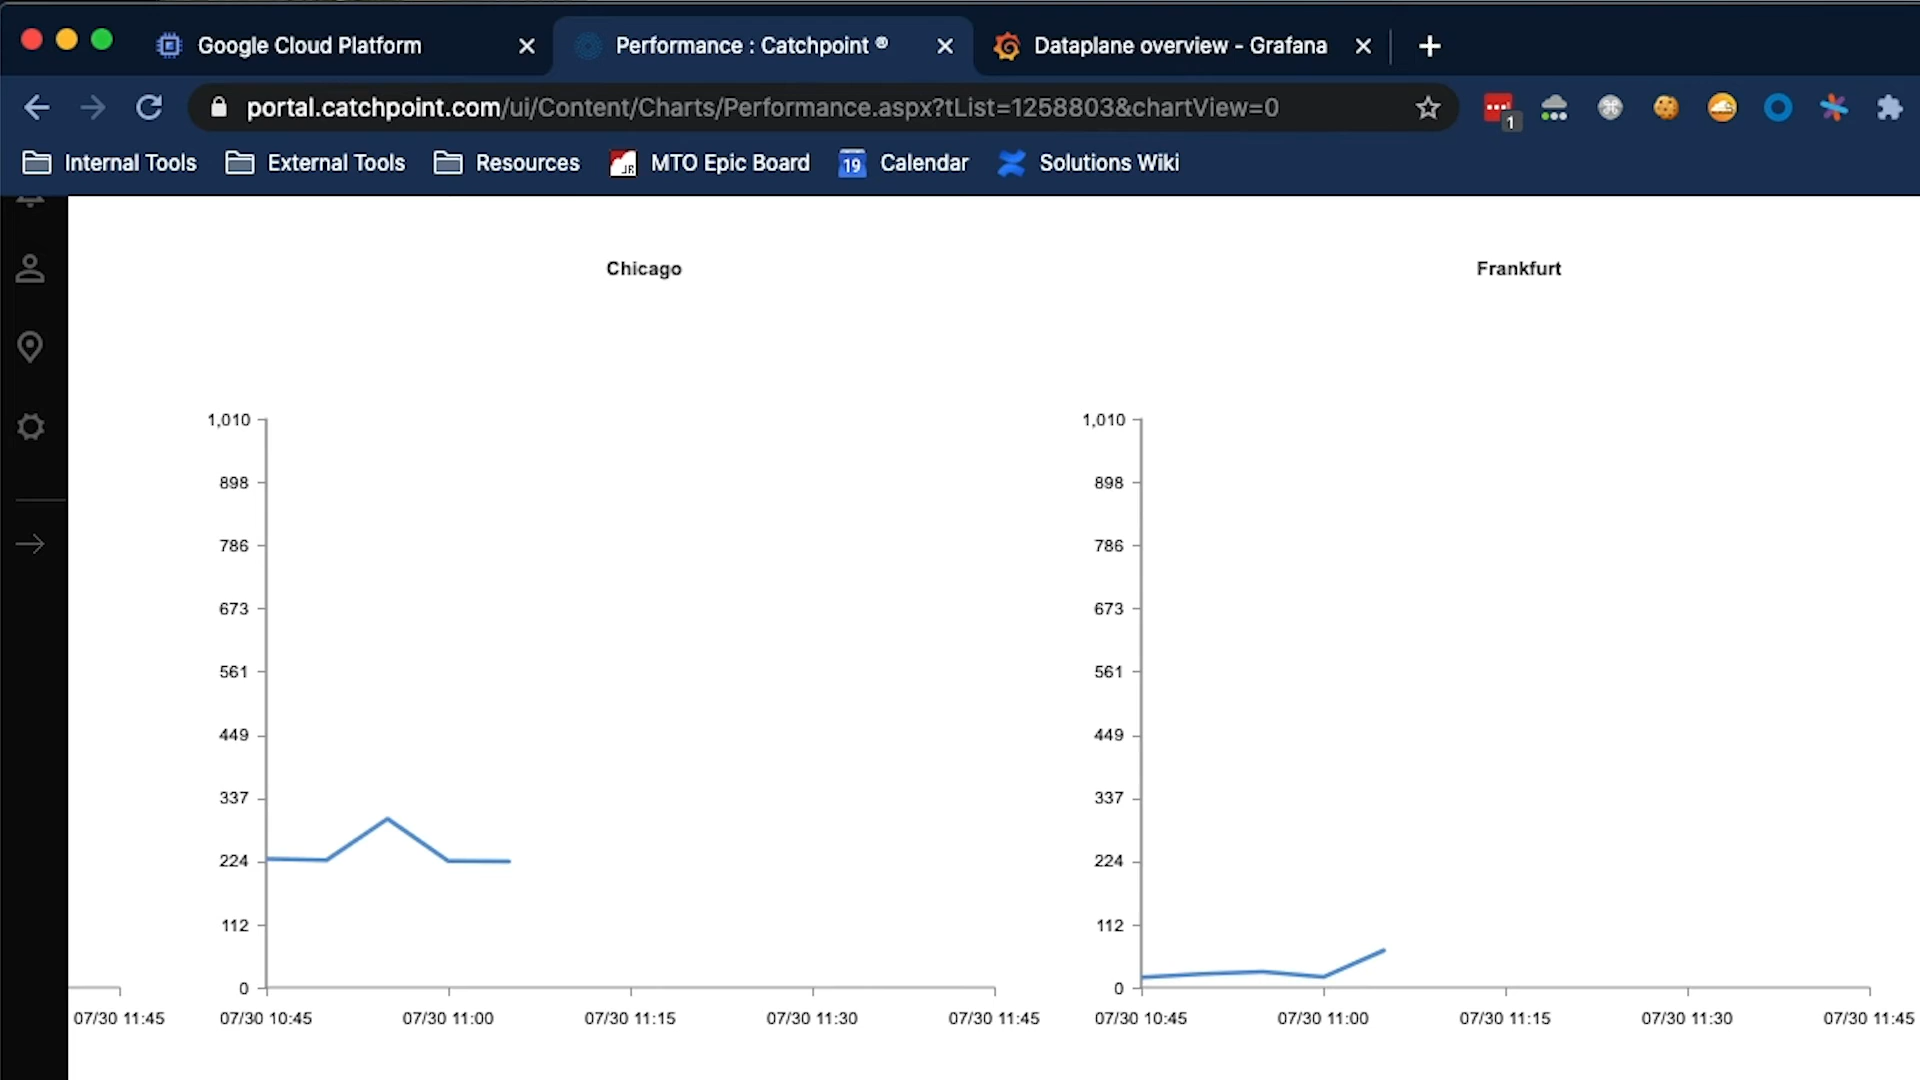 Google Cloud Platform
Performance : Catchpoint ®
Dataplane overview - Grafana
portal.catchpoint.com/ui/Content/Charts/Performance.aspx?tList=1258803&chartView=0
1
Internal Tools
External Tools
Resources
JR
MTO Epic Board
19
Calendar
Solutions Wiki
Chicago
1,010
898
786
673
561
449
337
224
112
0
07/30 11:45
07/30 10:45
07/30 11:00
07/30 11:15
07/30 11:30
07/30 11:45
Frankfurt
1,010
898
786
673
561
449
337
224
112
0
07/30 10:45
07/30 11:00
07/30 11:15
07/30 11:30
07/30 11:45